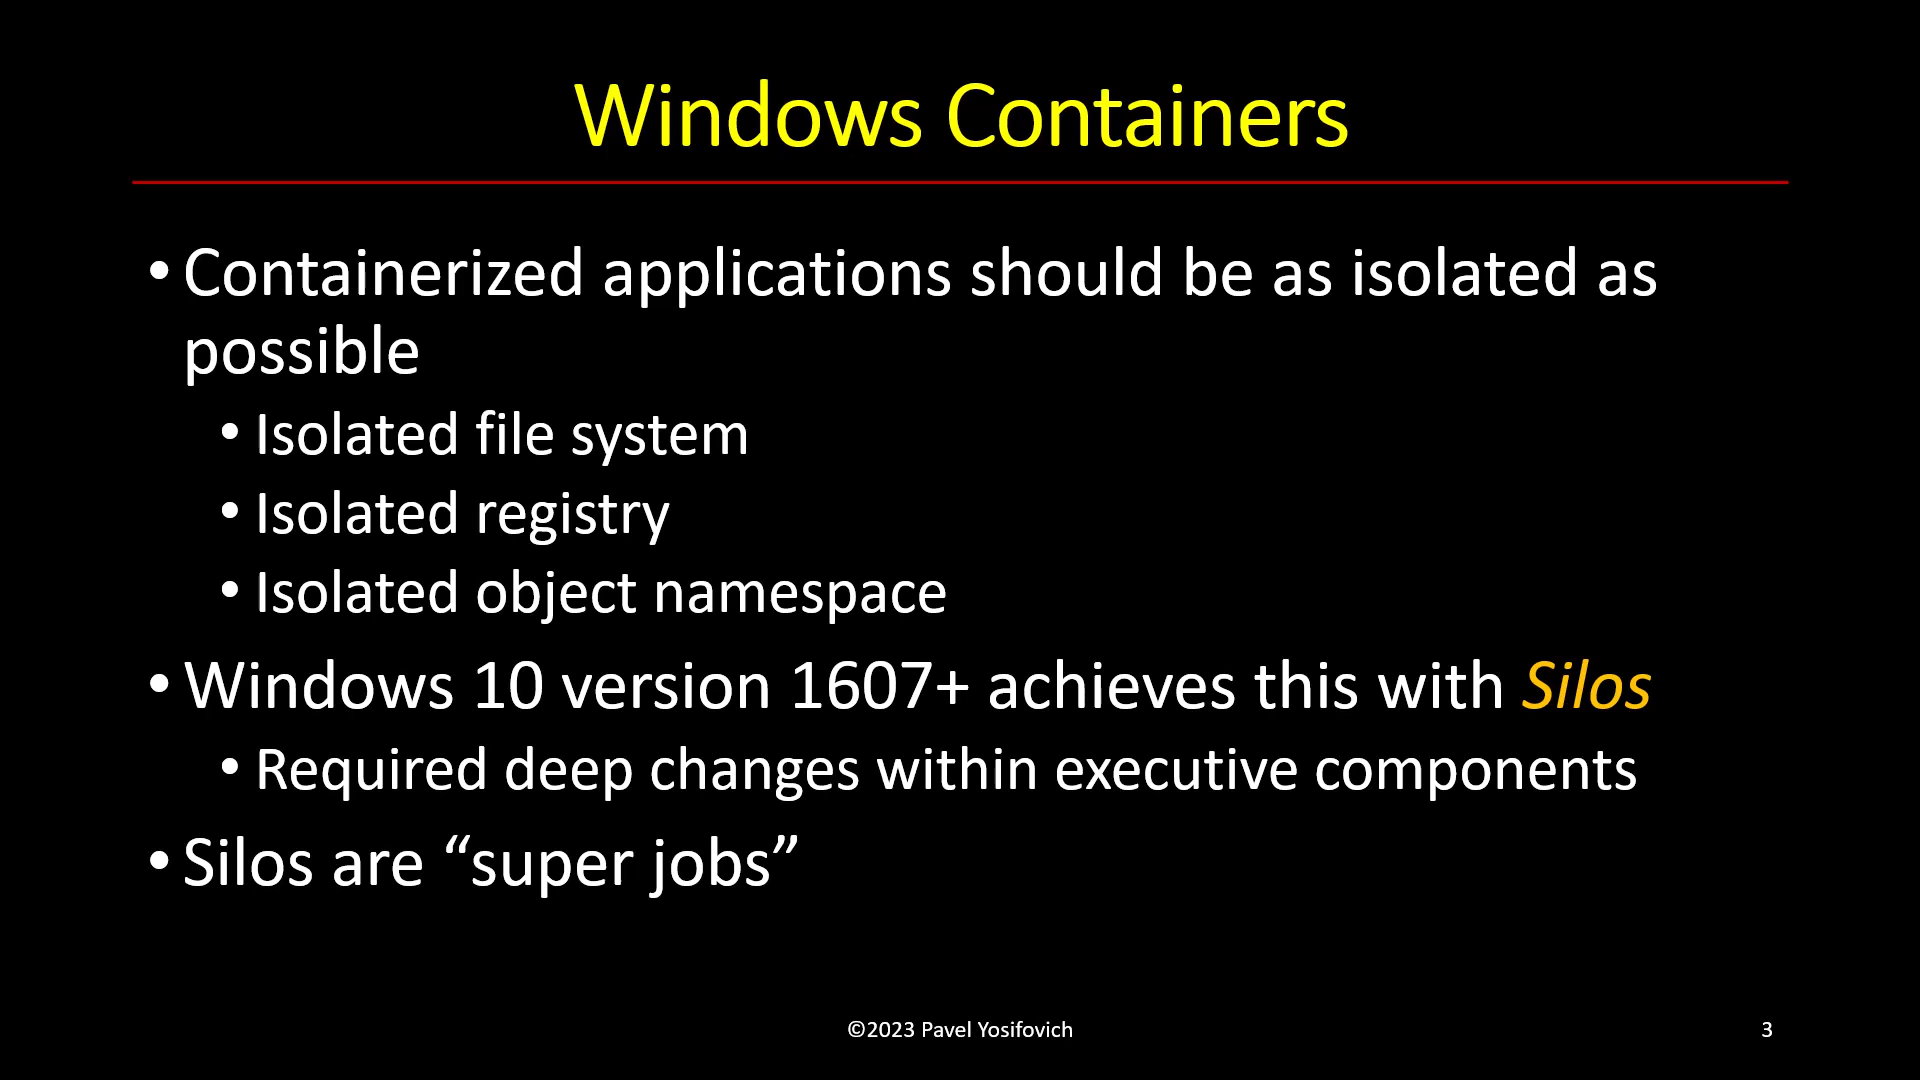 Windows Containers
• Containerized applications should be as isolated as
possible
• Isolated file system
• Isolated registry
• Isolated object namespace
• Windows 10 version 1607+ achieves this with Silos
• Required deep changes within executive components
• Silos are “super jobs”
©2023 Pavel Yosifovich
3